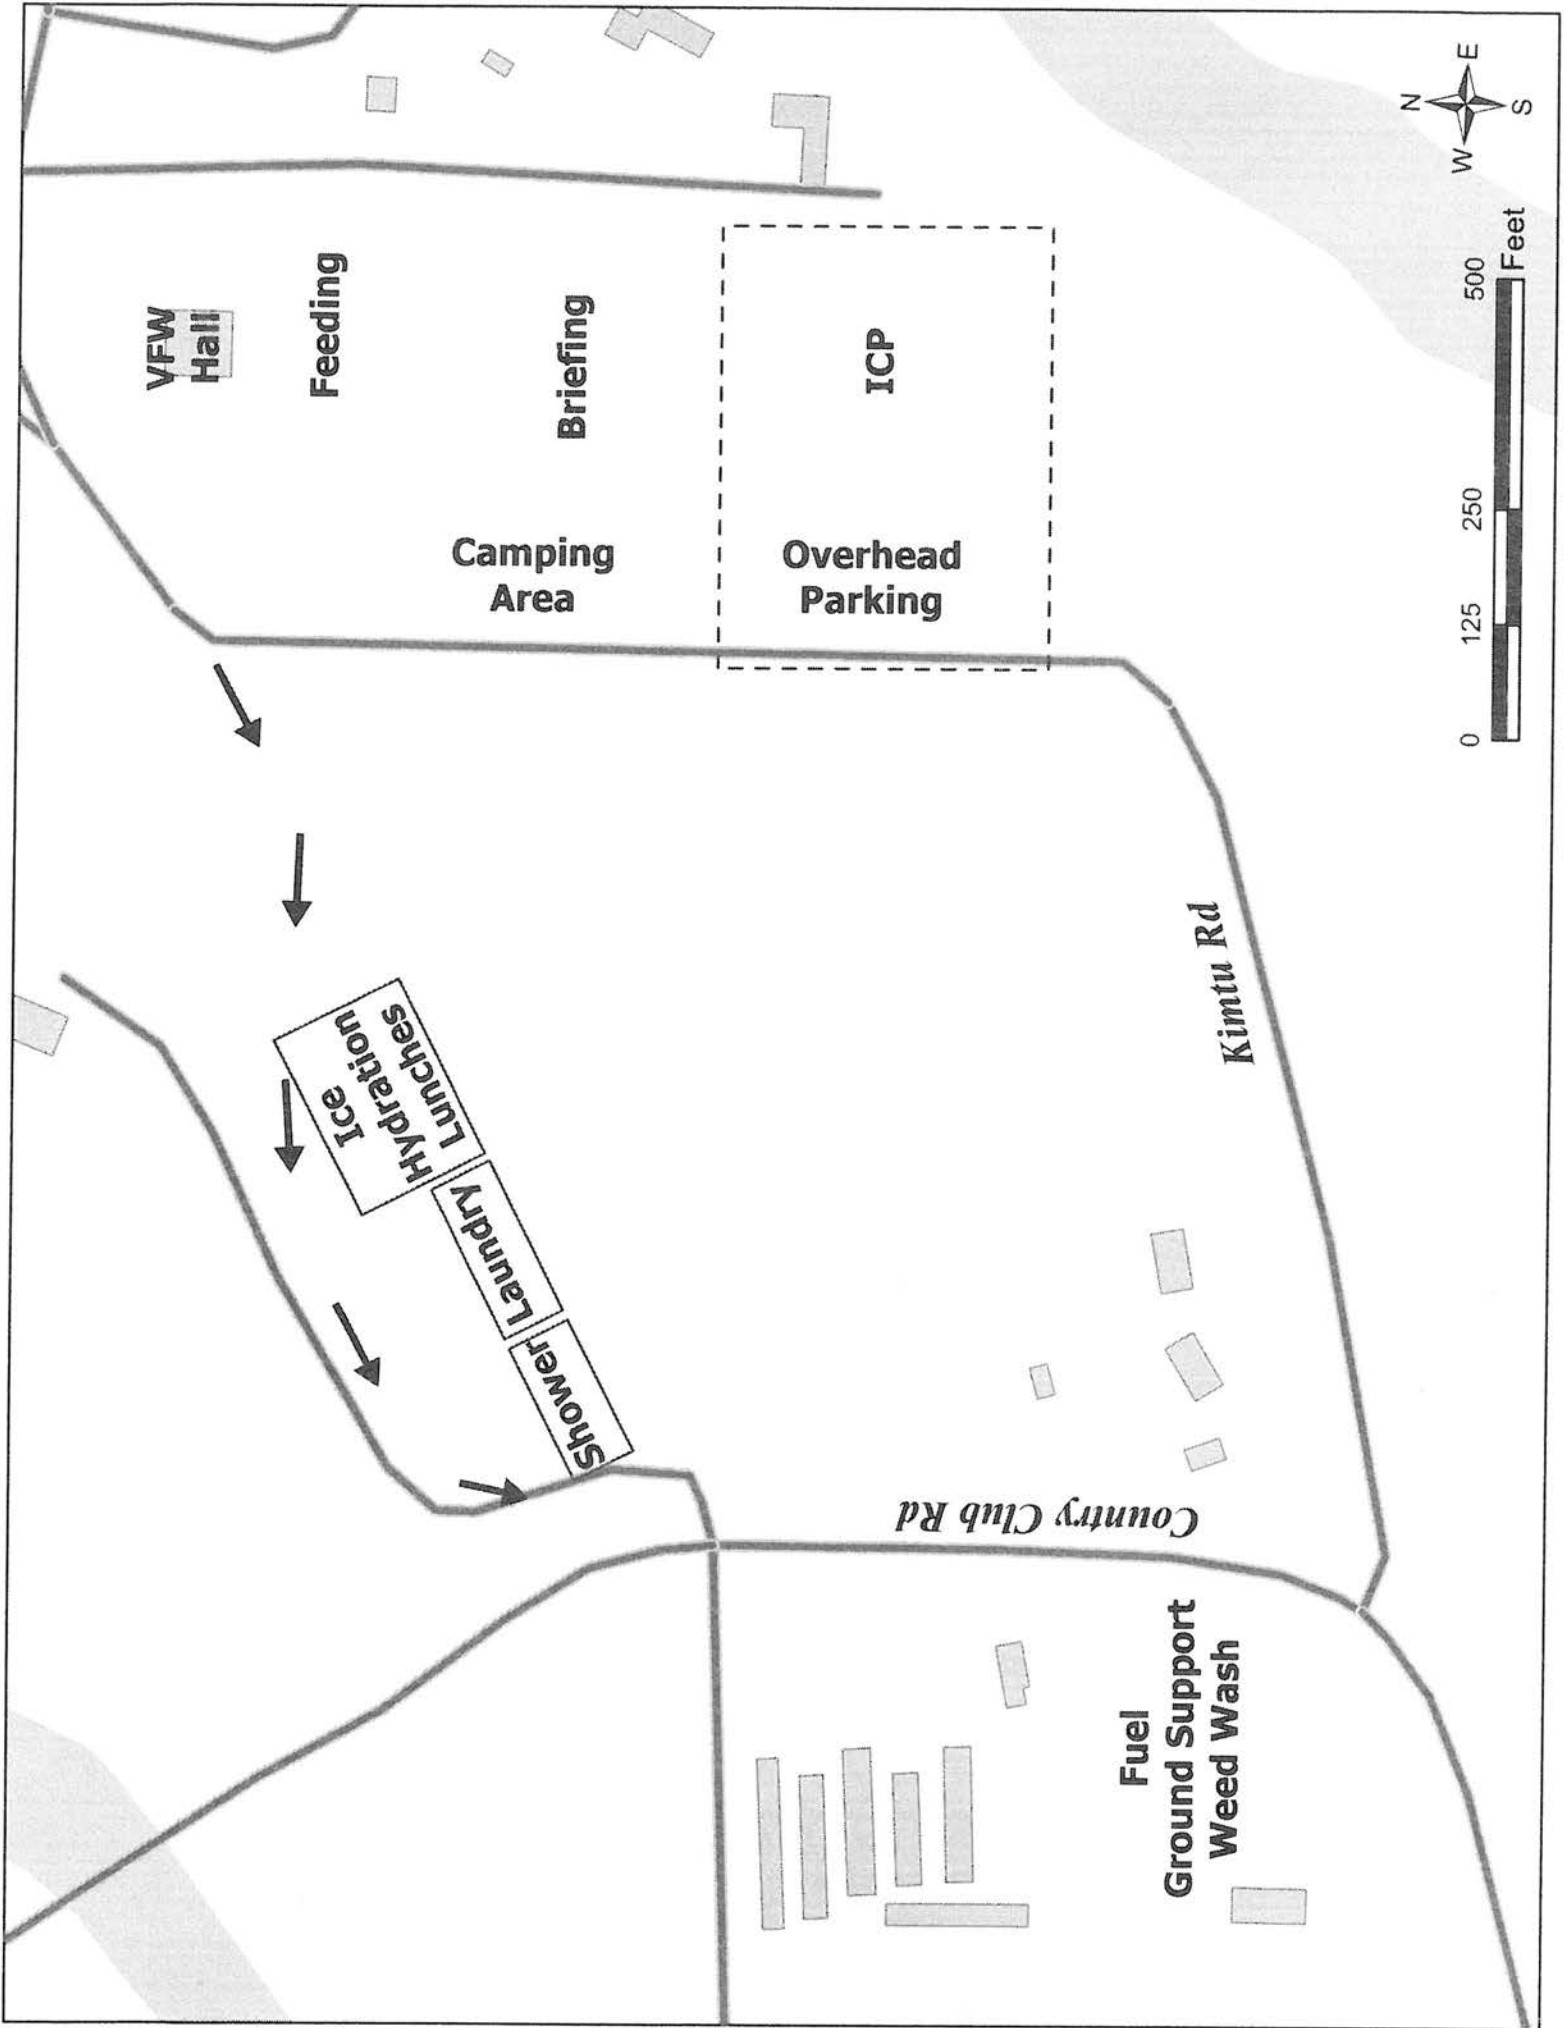 VFW
Hall
Feeding
Briefing
ICP
Camping
Area
Overhead
Parking
Ice
Hydration
Lunches
Laundry
Shower
Kimtu Rd
Country Club Rd
Fuel
Ground Support
Weed Wash
N
E
S
W
0 125 250 500
Feet